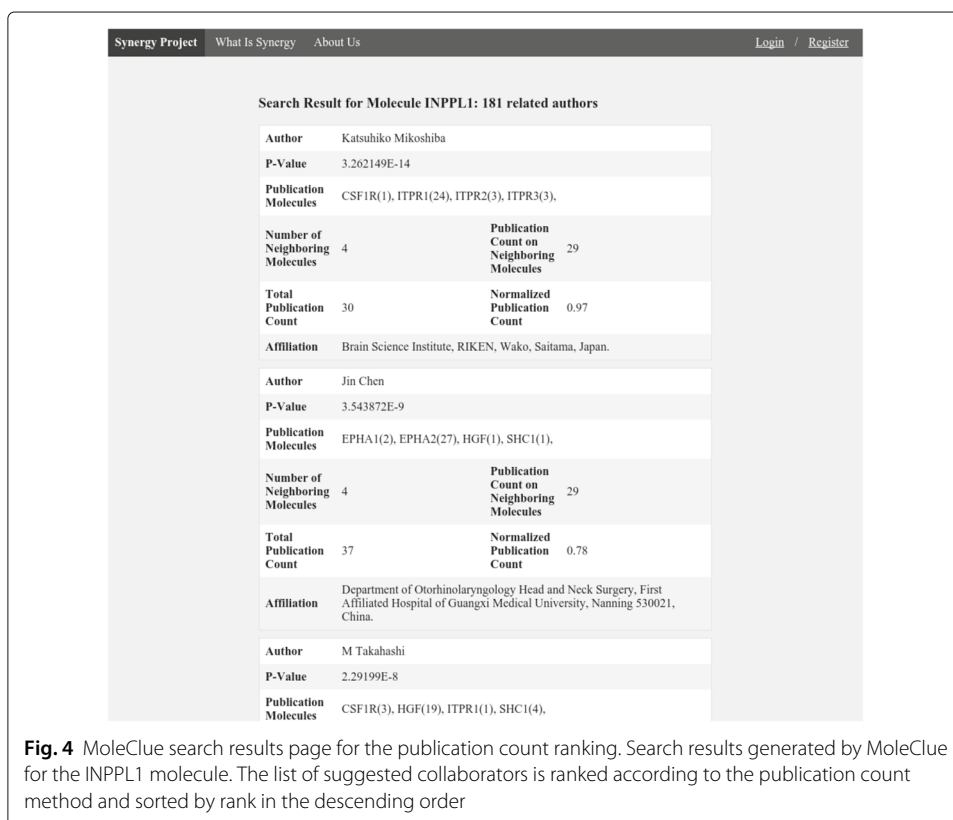 Synergy Project What Is Synergy About Us Login / Register
Search Result for Molecule INPPL1: 181 related authors
Author Katsuhiko Mikoshiba
P-Value 3.262149E-14
Publication
Molecules CSF1R(1), ITPR1(24), ITPR2(3), ITPR3(3),
Number of
Neighboring
Molecules 4
Publication
Count on
Neighboring
Molecules 29
Total
Publication
Count 30
Normalized
Publication
Count 0.97
Affiliation Brain Science Institute, RIKEN, Wako, Saitama, Japan.
Author Jin Chen
P-Value 3.543872E-9
Publication
Molecules EPHA1(2), EPHA2(27), HGF(1), SHC1(1),
Number of
Neighboring
Molecules 4
Publication
Count on
Neighboring
Molecules 29
Total
Publication
Count 37
Normalized
Publication
Count 0.78
Affiliation Department of Otorhinolaryngology Head and Neck Surgery, First
Affiliated Hospital of Guangxi Medical University, Nanning 530021,
China.
Author M Takahashi
P-Value 2.29199E-8
Publication
Molecules CSF1R(3), HGF(19), ITPR1(1), SHC1(4),
Fig. 4 MoleClue search results page for the publication count ranking. Search results generated by MoleClue
for the INPPL1 molecule. The list of suggested collaborators is ranked according to the publication count
method and sorted by rank in the descending order